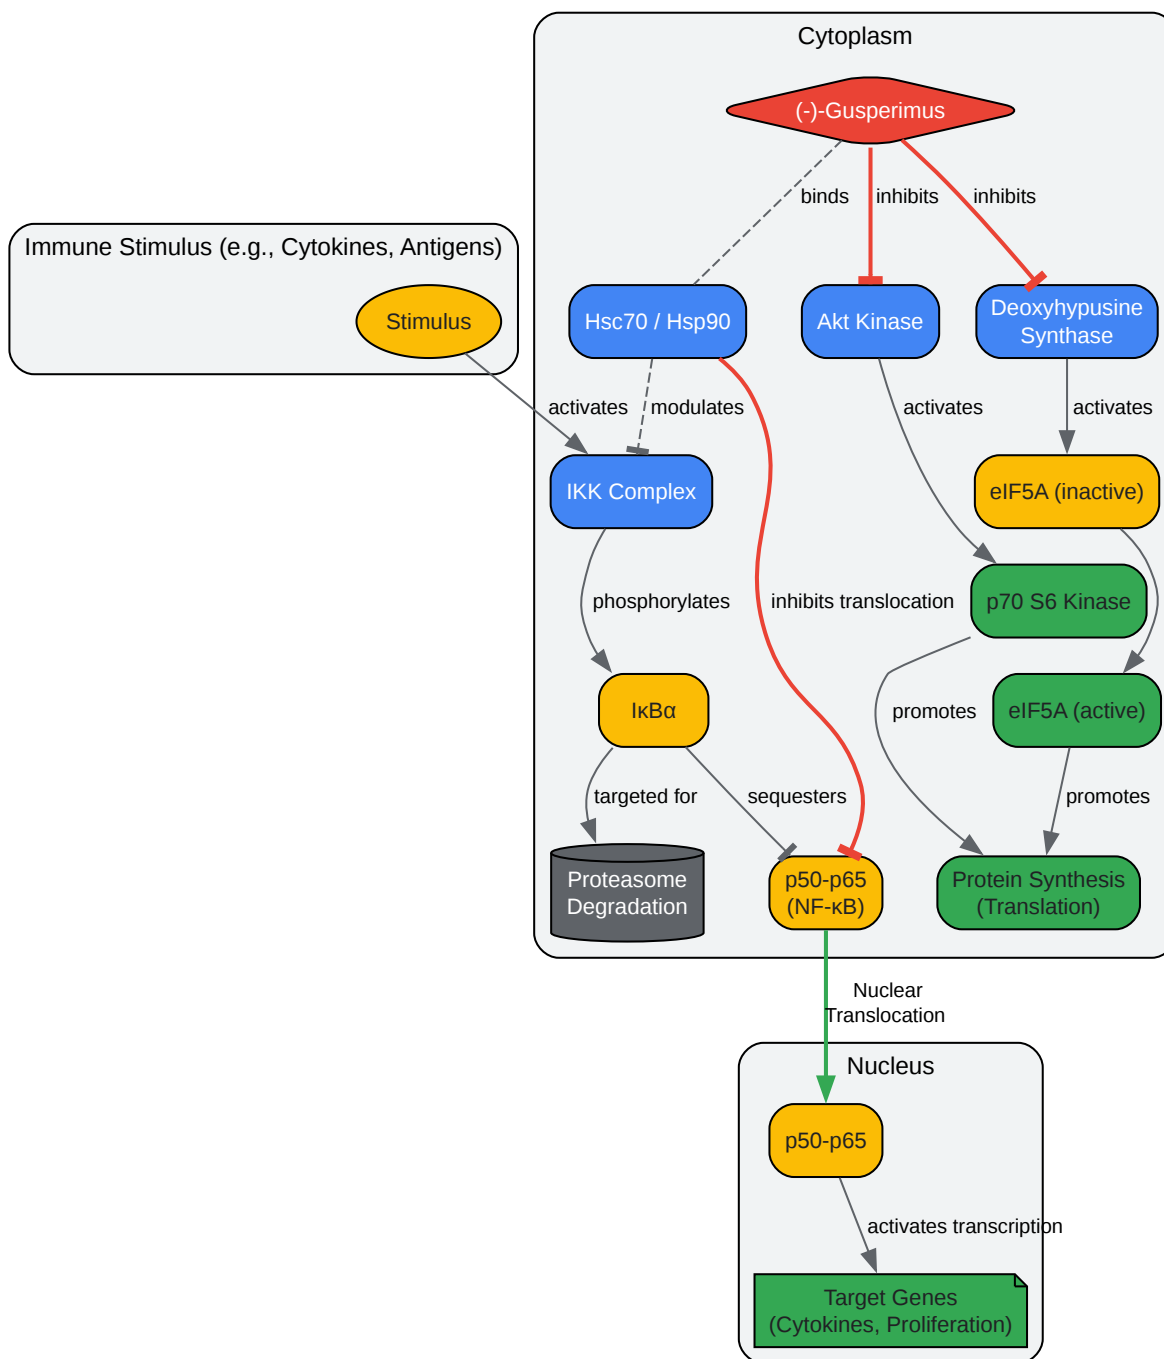 Cytoplasm
(-)-Gusperimus
binds
inhibits
inhibits
Immune Stimulus (e.g., Cytokines, Antigens)
Stimulus
Hsc70 / Hsp90
Akt Kinase
Deoxyhypusine
Synthase
activates
modulates
activates
activates
IKK Complex
eIF5A (inactive)
phosphorylates
inhibits translocation
p70 S6 Kinase
IκBα
promotes
eIF5A (active)
targeted for
sequesters
promotes
Proteasome
Degradation
p50-p65
(NF-κB)
Protein Synthesis
(Translation)
Nuclear
Translocation
Nucleus
p50-p65
activates transcription
Target Genes
(Cytokines, Proliferation)